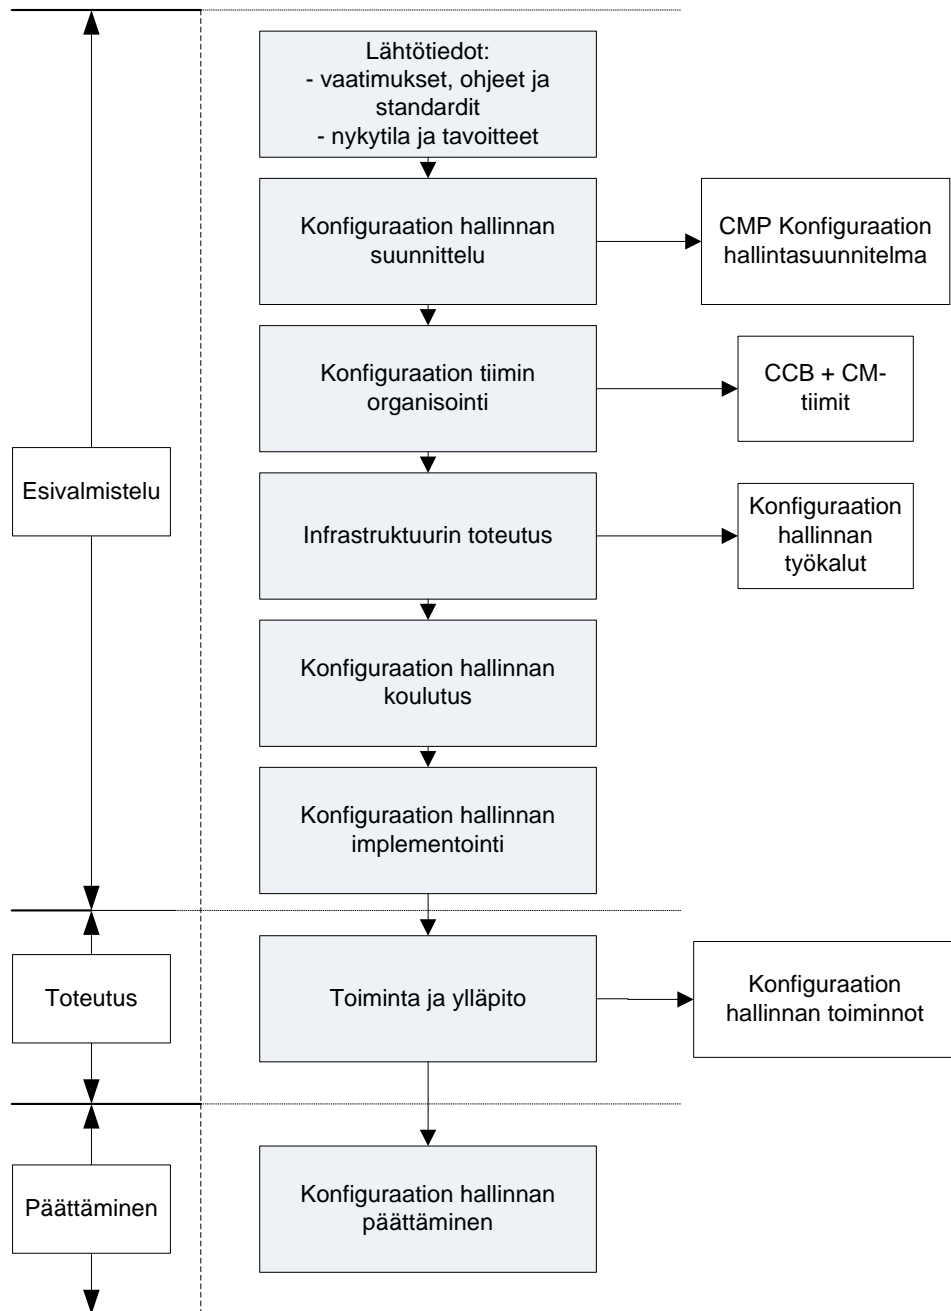 Lähtötiedot:
- vaatimukset, ohjeet ja
standardit
- nykytila ja tavoitteet
Konfiguraation hallinnan
suunnittelu
CMP Konfiguraation
hallintasuunnitelma
Konfiguraation tiimin
organisointi
CCB + CM-
tiimit
Esivalmistelu
Infrastruktuurin toteutus
Konfiguraation
hallinnan
työkalut
Konfiguraation hallinnan
koulutus
Konfiguraation hallinnan
implementointi
Toteutus
Toiminta ja ylläpito
Konfiguraation
hallinnan toiminnot
Päättäminen
Konfiguraation hallinnan
päättäminen